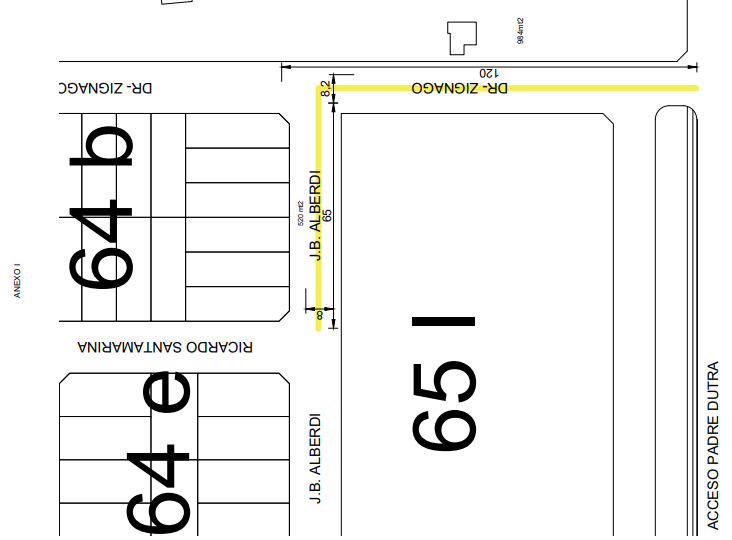 984mt2
120
DR.- ZIGNAGO
8,2
DR.- ZIGNAGO
64 b
520 mt2
J.B. ALBERDI
65
ANEXO I
8
RICARDO SANTAMARINA
65 I
64 e
J.B. ALBERDI
ACCESO PADRE DUTRA